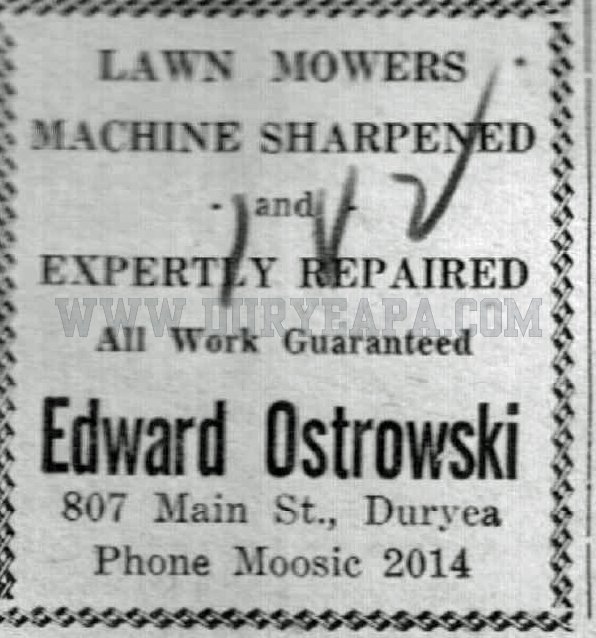 LAWN MOWERS
MACHINE SHARPENED
- and -
EXPERTLY REPAIRED
WWW.DURYEAPA.COM
All Work Guaranteed
Edward Ostrowski
807 Main St., Duryea
Phone Moosic 2014